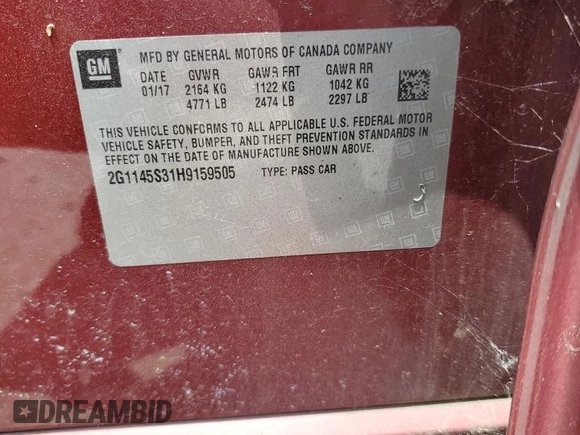 GM
MFD BY GENERAL MOTORS OF CANADA COMPANY
DATE GVWR GAWR FRT GAWR RR
01/17 2164 KG 1122 KG 1042 KG
4771 LB 2474 LB 2297 LB
THIS VEHICLE CONFORMS TO ALL APPLICABLE U.S. FEDERAL MOTOR
VEHICLE SAFETY, BUMPER, AND THEFT PREVENTION STANDARDS IN
EFFECT ON THE DATE OF MANUFACTURE SHOWN ABOVE.
2G1145S31H9159505 TYPE: PASS CAR
DREAMBID